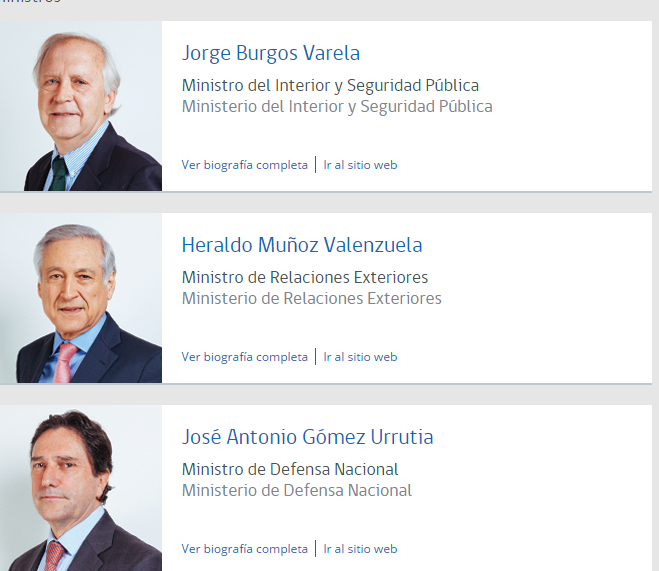 Ministros
Jorge Burgos Varela
Ministro del Interior y Seguridad Pública
Ministerio del Interior y Seguridad Pública
Ver biografía completa | Ir al sitio web
Heraldo Muñoz Valenzuela
Ministro de Relaciones Exteriores
Ministerio de Relaciones Exteriores
Ver biografía completa | Ir al sitio web
José Antonio Gómez Urrutia
Ministro de Defensa Nacional
Ministerio de Defensa Nacional
Ver biografía completa | Ir al sitio web